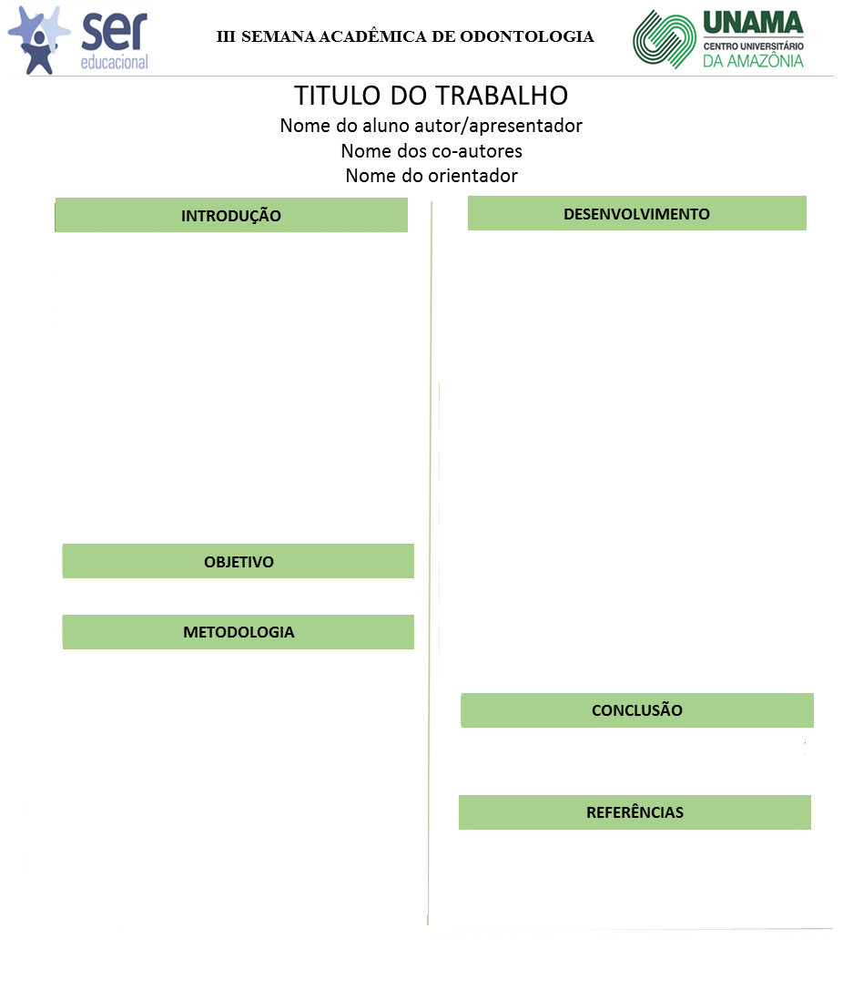 ser
educacional
III SEMANA ACADÊMICA DE ODONTOLOGIA
UNAMA
CENTRO UNIVERSITÁRIO
DA AMAZÔNIA
TITULO DO TRABALHO
Nome do aluno autor/apresentador
Nome dos co-autores
Nome do orientador
INTRODUÇÃO
OBJETIVO
METODOLOGIA
DESENVOLVIMENTO
CONCLUSÃO
REFERÊNCIAS